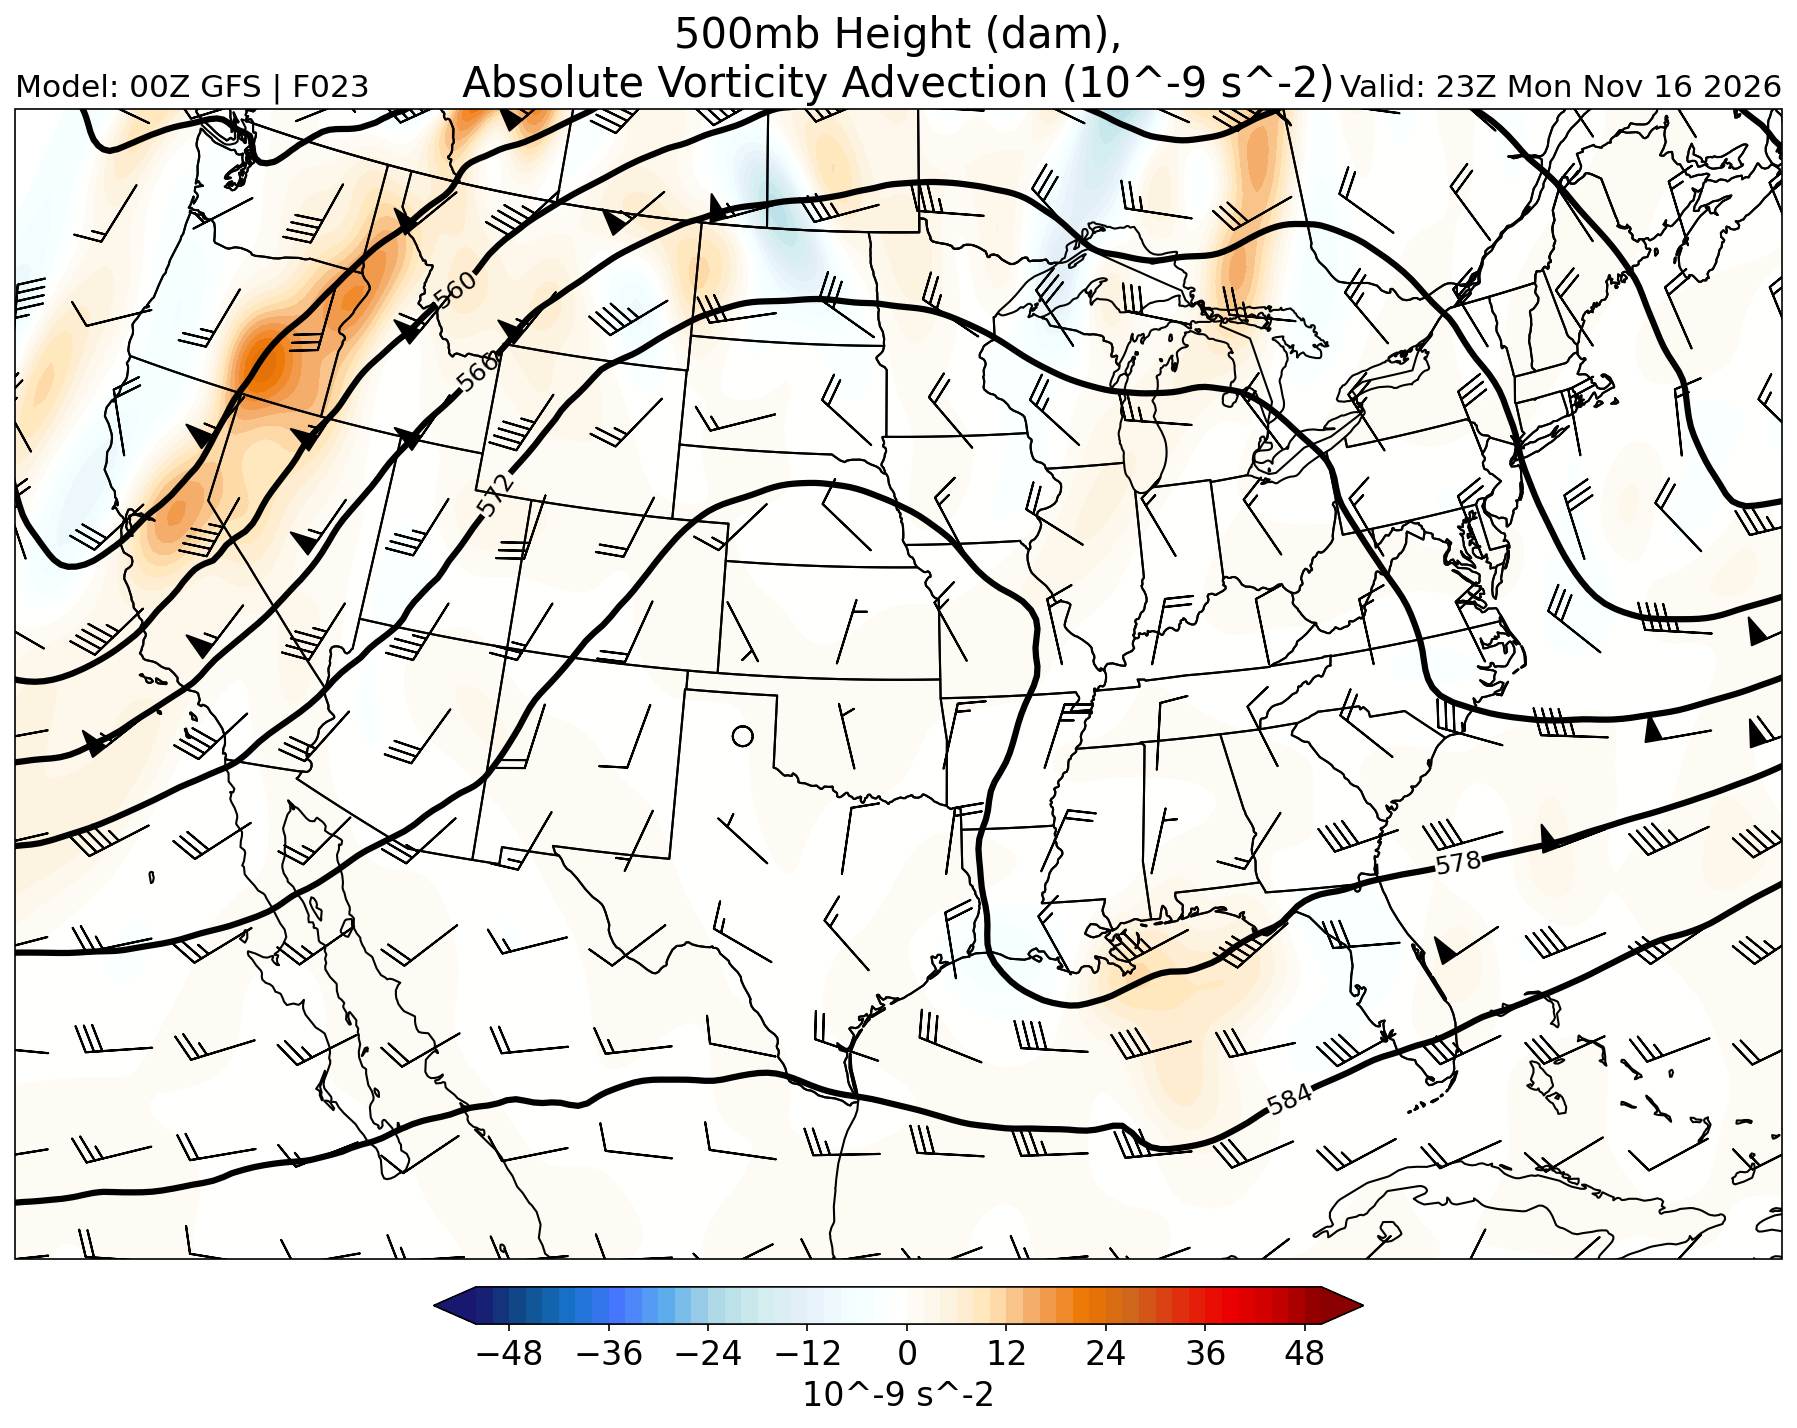 500mb Height (dam),
Model: 00Z GFS | F023
Absolute Vorticity Advection (10^-9 s^-2)
Valid: 23Z Mon Nov 16 2026
560
566
572
578
584
−48 −36 −24 −12 0 12 24 36 48
10^-9 s^-2